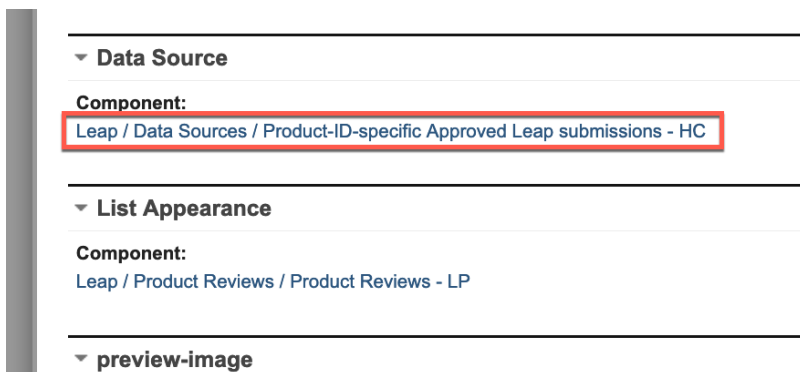 Data Source
Component:
Leap / Data Sources / Product-ID-specific Approved Leap submissions - HC
List Appearance
Component:
Leap / Product Reviews / Product Reviews - LP
preview-image